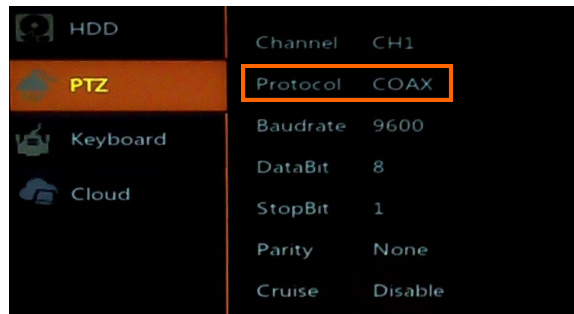 HDD
PTZ
Keyboard
Cloud
Channel CH1
Protocol COAX
Baudrate 9600
DataBit 8
StopBit 1
Parity None
Cruise Disable